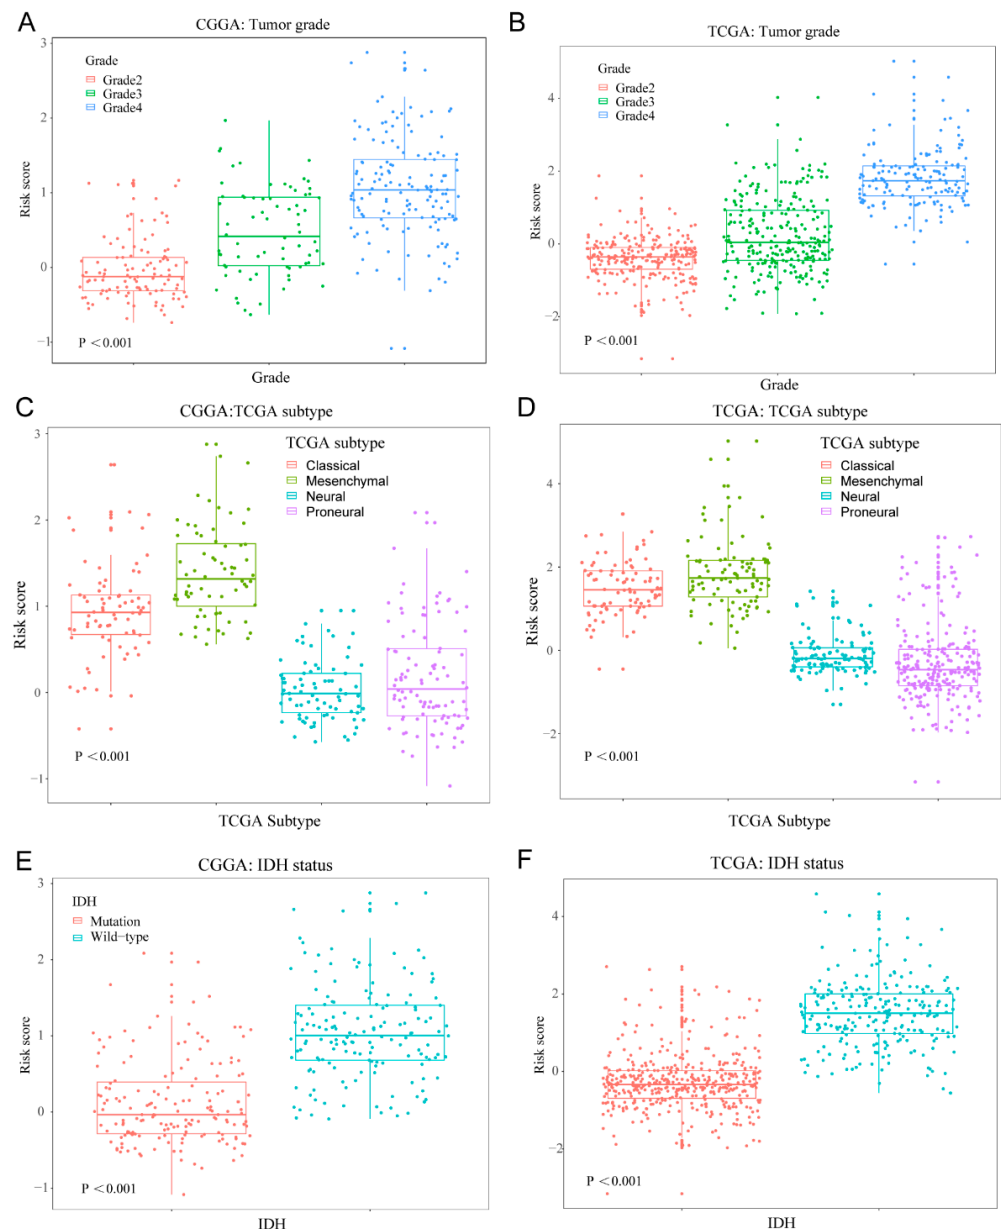 A
CGGA: Tumor grade
3
2
1
0
−1
Risk score
Grade
Grade2
Grade3
Grade4
P <0.001
Grade
B
TCGA: Tumor grade
4
2
0
−2
Risk score
Grade
Grade2
Grade3
Grade4
P <0.001
Grade
C
CGGA:TCGA subtype
3
2
1
0
−1
Risk score
TCGA subtype
Classical
Mesenchymal
Neural
Proneural
P <0.001
TCGA Subtype
D
TCGA: TCGA subtype
4
2
0
−2
Risk score
TCGA subtype
Classical
Mesenchymal
Neural
Proneural
P <0.001
TCGA Subtype
E
CGGA: IDH status
3
2
1
0
−1
Risk score
IDH
Mutation
Wild−type
P <0.001
IDH
F
TCGA: IDH status
4
2
0
−2
Risk score
P <0.001
IDH